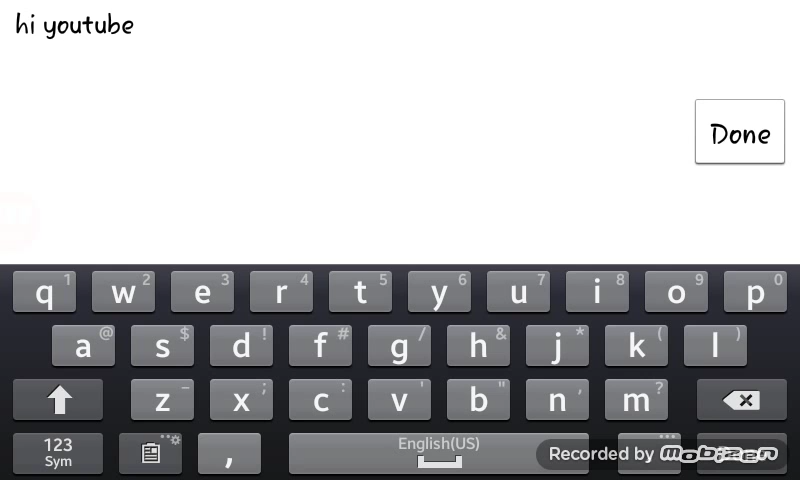 hi youtube
Done
q 1 w 2 e 3 r 4 t 5 y 6 u 7 i 8 o 9 p 0
a @ s $ d ! f # g / h & j * k ( l )
z - x ; c : v ' b " n , m ?
123 , English(US)
Sym Recorded by mobizen